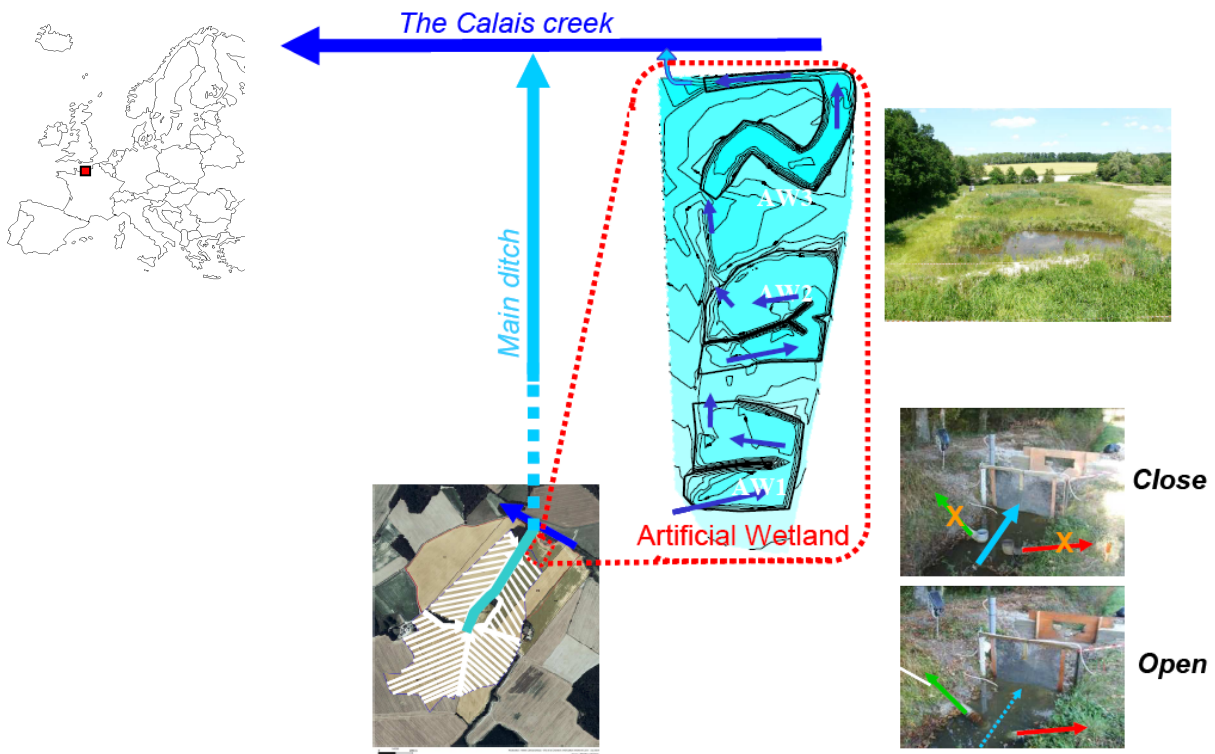 The Calais creek
Main ditch
AW3
AW2
AW1
Artificial Wetland
X
X
Close
Open